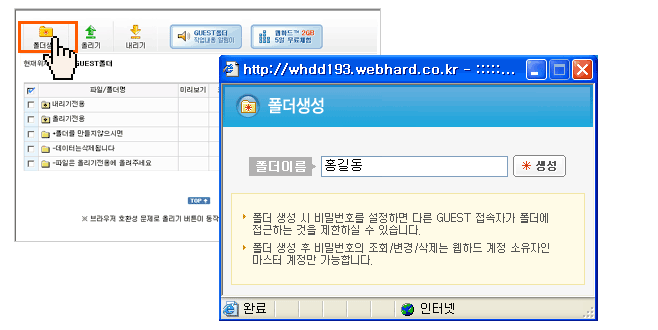 GUEST폴더
작업내용 알림이
웹하드™ 2GB
5일 무료체험
폴더생
올리기
내리기
현재위
GUEST폴더
파일/폴더명
미리보기
내리기전용
올리기전용
+폴더를 만들지않으시면
-데이터는삭제됩니다
-파일은 올리기전용에 올려주세요
TOP
※ 브라우저 호환성 문제로 올리기 버튼이 동작
http://whdd193.webhard.co.kr - :::::...
폴더생성
폴더이름
홍길동
생성
폴더 생성 시 비밀번호를 설정하면 다른 GUEST 접속자가 폴더에
접근하는 것을 제한하실 수 있습니다.
폴더 생성 후 비밀번호의 조회/변경/삭제는 웹하드 계정 소유자인
마스터 계정만 가능합니다.
완료
인터넷